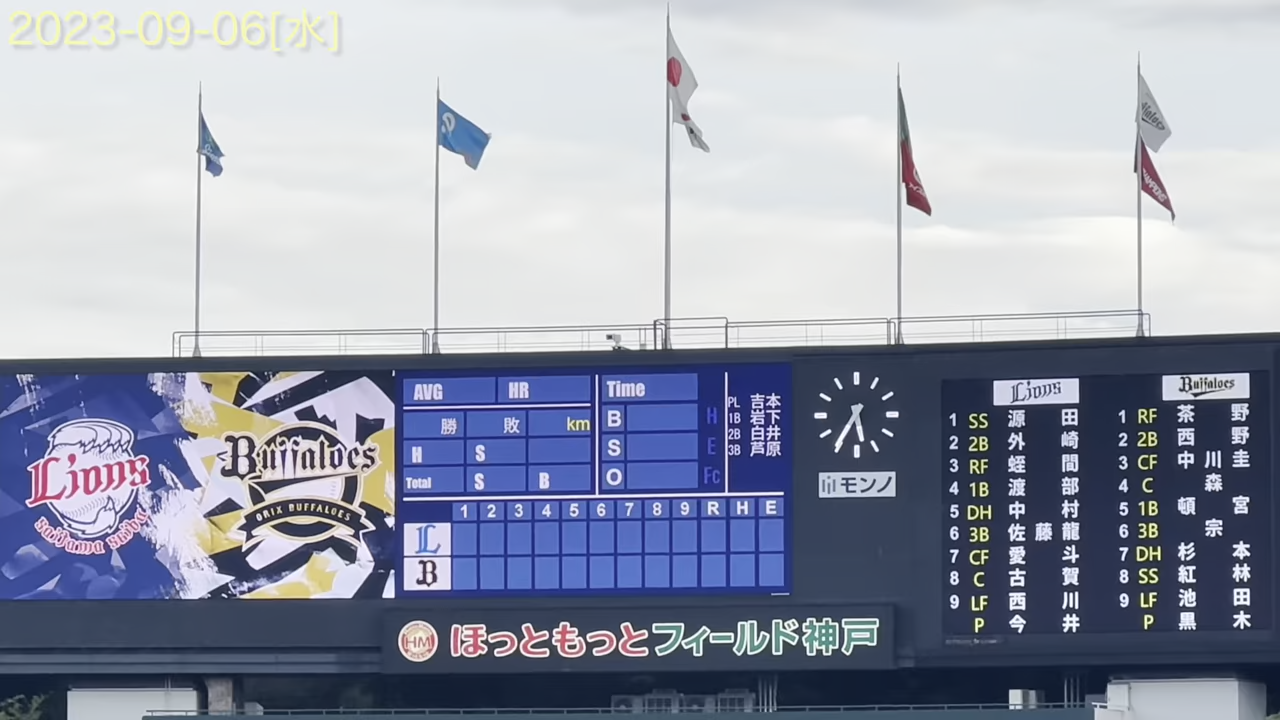 2023-09-06[水]
Lions
Saitama Seibu
Buffaloes
ORIX BUFFALOES
AVG HR
勝 敗 km
H S
Total S B
Time
B H
S E
O Fc
PL 吉本
1B 岩下
2B 白井
3B 芦原
1 2 3 4 5 6 7 8 9 R H E
L
B
モンノ
HM
ほっともっとフィールド神戸
Lions
1 SS 源田
2 2B 外崎
3 RF 蛭間
4 1B 渡部
5 DH 中村
6 3B 佐藤龍
7 CF 愛斗
8 C 古賀
9 LF 西川
P 今井
Buffaloes
1 RF 茶野
2 2B 西野
3 CF 中川圭
4 C 森
5 1B 頓宮
6 3B 宗
7 DH 杉本
8 SS 紅林
9 LF 池田
P 黒木